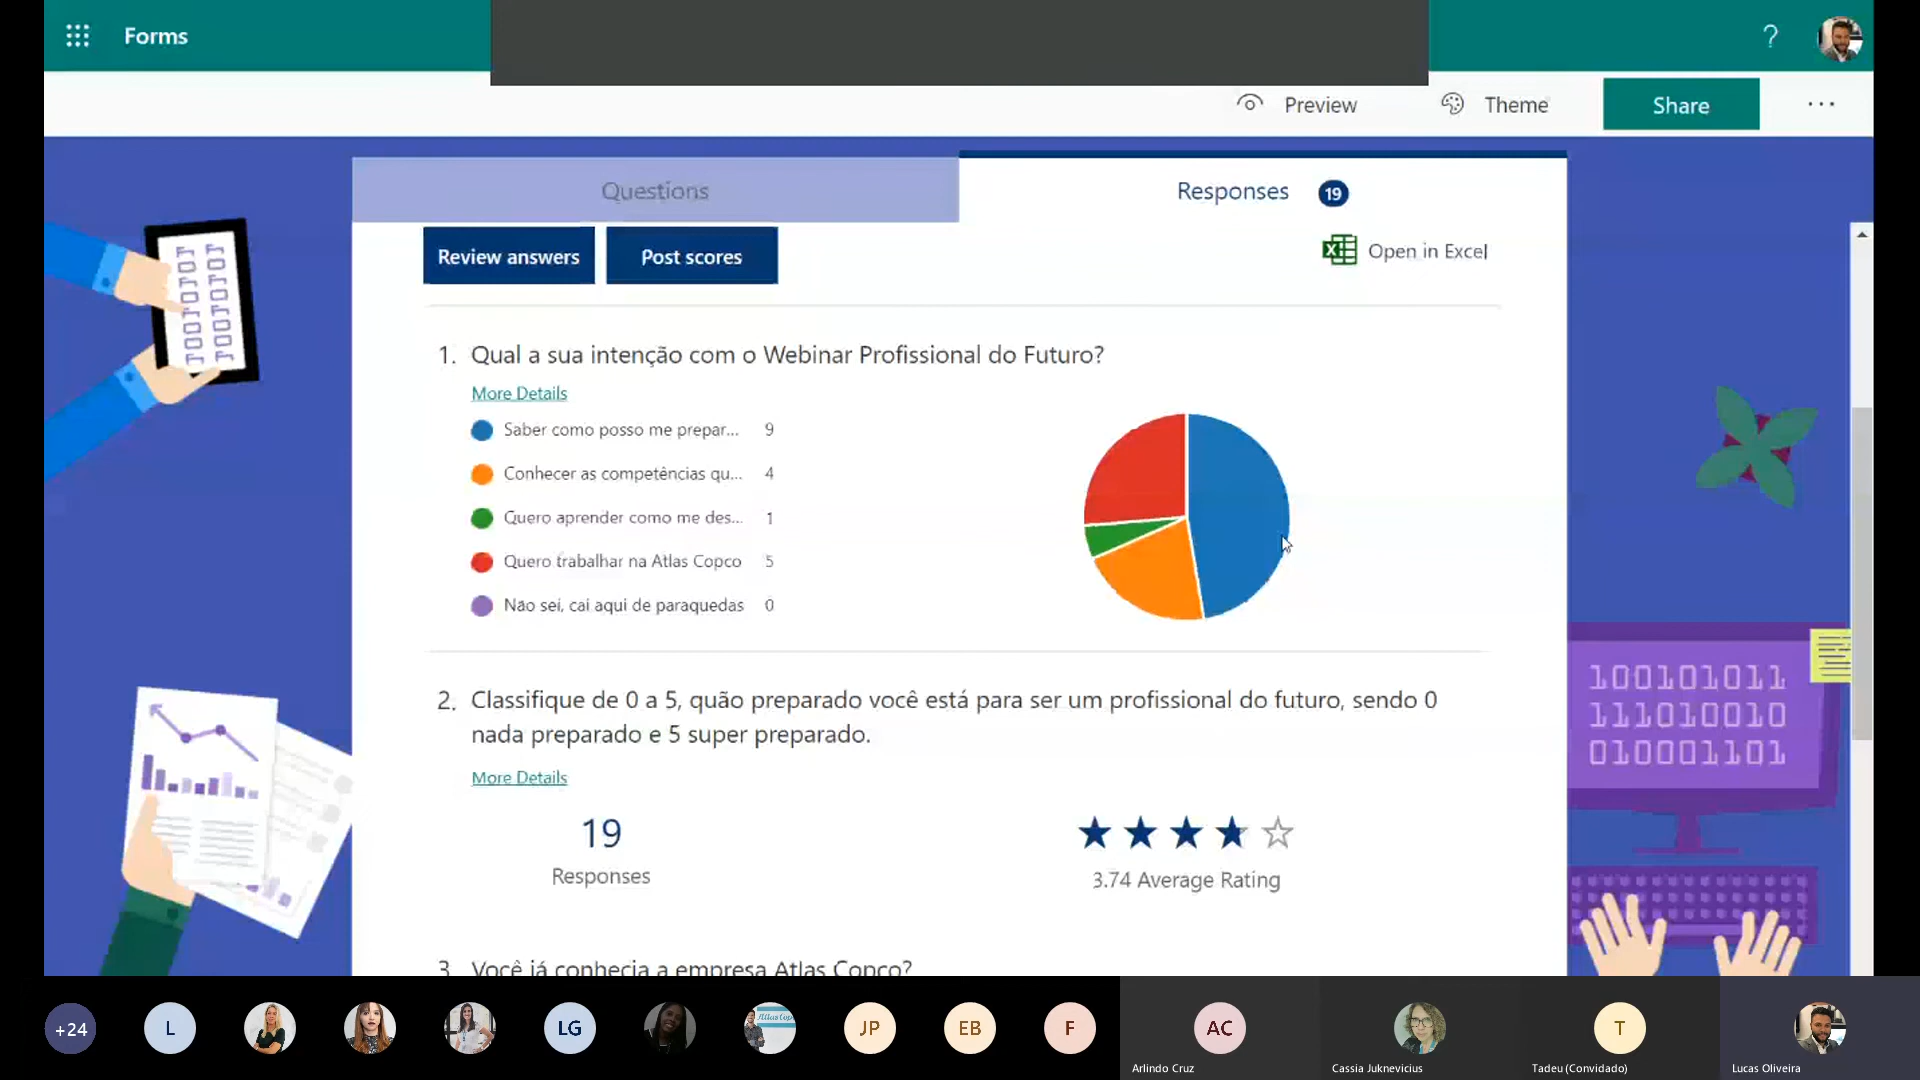 Forms
?
Preview
Theme
Share
...
Questions
Responses 19
Review answers
Post scores
Open in Excel
1. Qual a sua intenção com o Webinar Profissional do Futuro?
More Details
Saber como posso me prepar... 9
Conhecer as competências qu... 4
Quero aprender como me des... 1
Quero trabalhar na Atlas Copco 5
Não sei, cai aqui de paraquedas 0
2. Classifique de 0 a 5, quão preparado você está para ser um profissional do futuro, sendo 0
nada preparado e 5 super preparado.
More Details
19
Responses
3.74 Average Rating
3. Você já conhecia a empresa Atlas Copco?
100101011
111010010
010001101
+24
L
LG
JP
EB
F
AC
T
Arlindo Cruz
Cassia Juknevicius
Tadeu (Convidado)
Lucas Oliveira